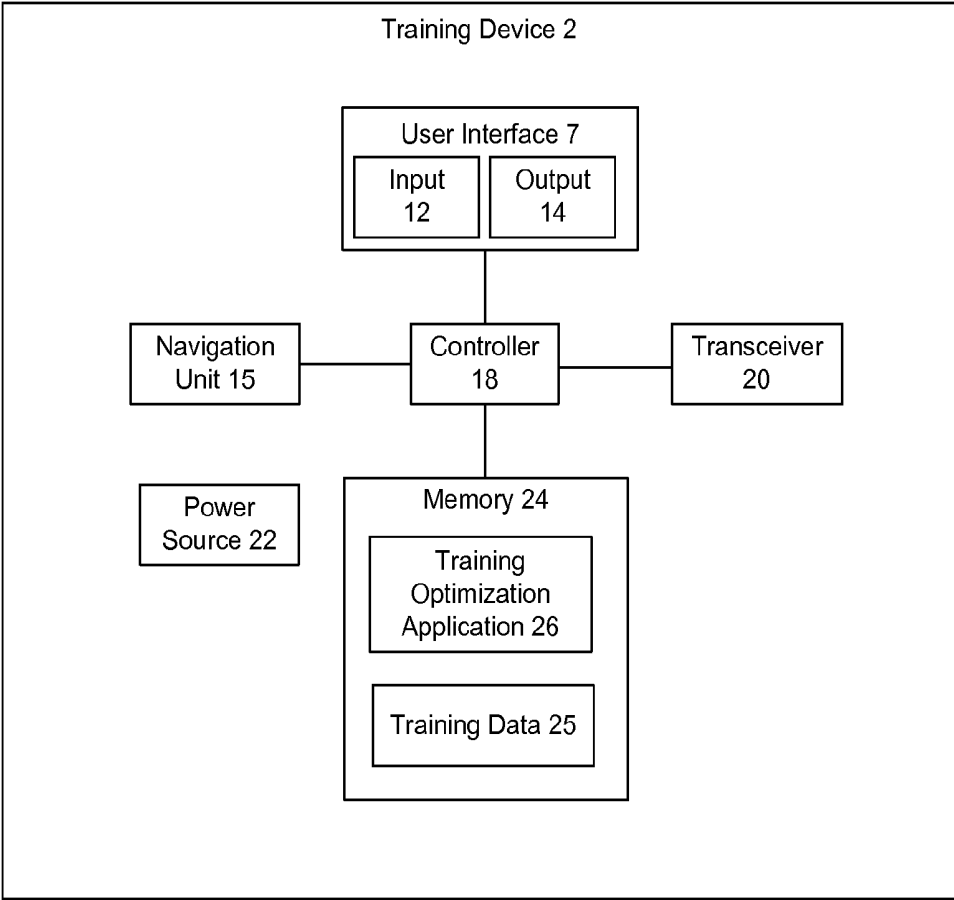 Training Device 2
User Interface 7
Input
12
Output
14
Navigation
Unit 15
Controller
18
Transceiver
20
Power
Source 22
Memory 24
Training
Optimization
Application 26
Training Data 25